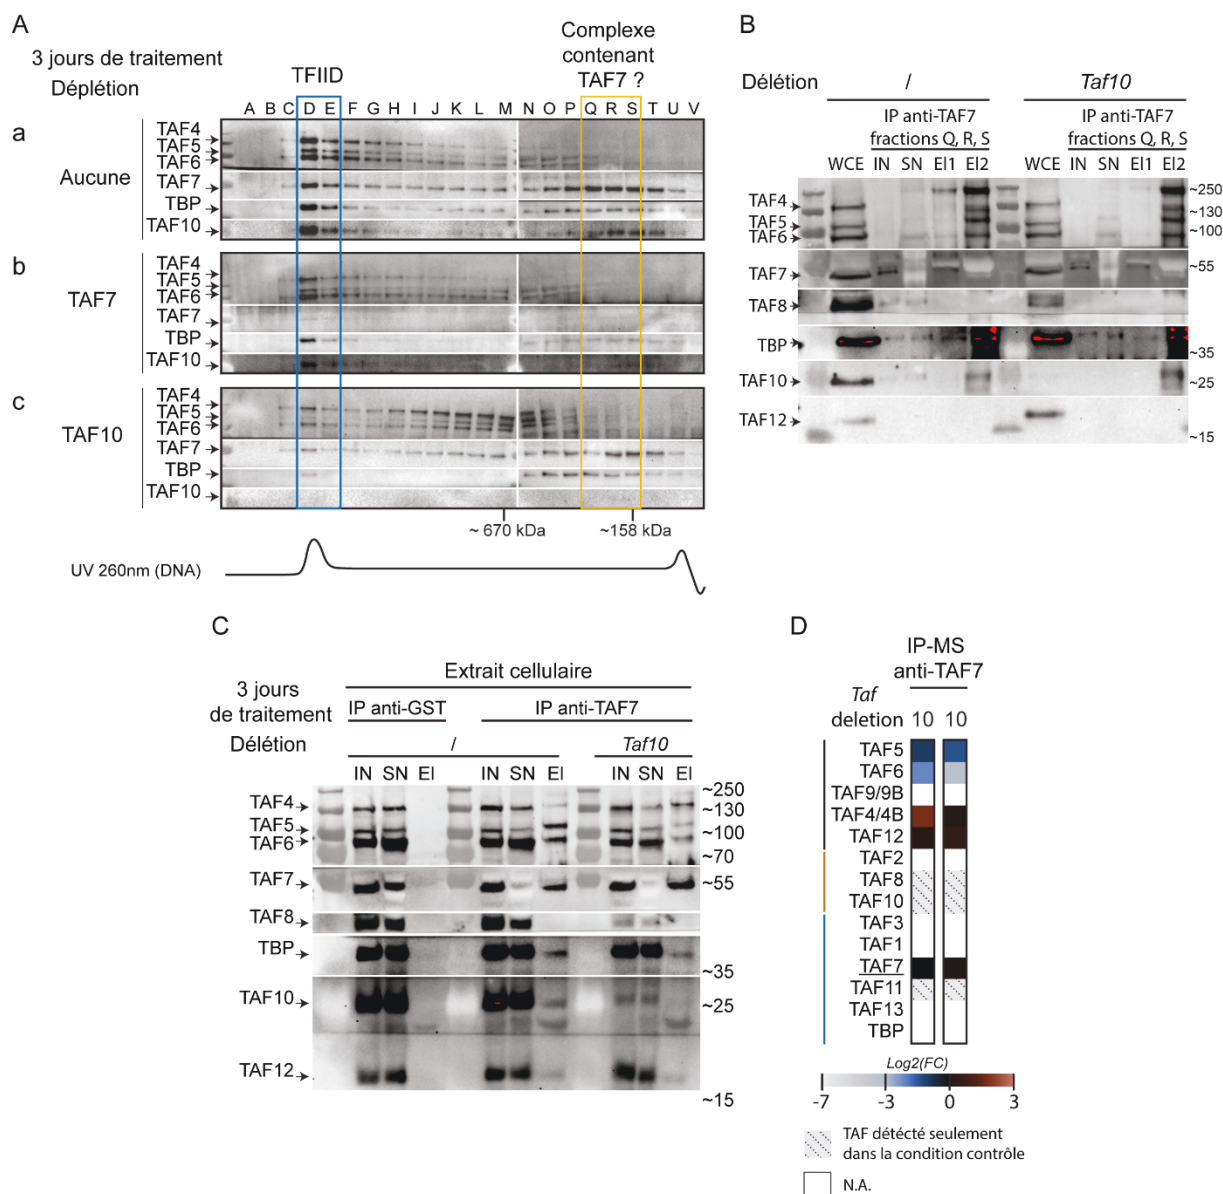 A
3 jours de traitement
Déplétion
TFIID
Complexe
contenant
TAF7 ?
A B C D E F G H I J K L M N O P Q R S T U V
a
Aucune
TAF4
TAF5
TAF6
TAF7
TBP
TAF10
b
TAF7
TAF4
TAF5
TAF6
TAF7
TBP
TAF10
c
TAF10
TAF4
TAF5
TAF6
TAF7
TBP
TAF10
~ 670 kDa
~158 kDa
UV 260nm (DNA)
B
Délétion
/
Taf10
IP anti-TAF7
fractions Q, R, S
IP anti-TAF7
fractions Q, R, S
WCE IN SN El1 El2 WCE IN SN El1 El2
TAF4
TAF5
TAF6
TAF7
TAF8
TBP
TAF10
TAF12
~250
~130
~100
~55
~35
~25
~15
C
Extrait cellulaire
3 jours
de traitement
IP anti-GST
IP anti-TAF7
Délétion
/
Taf10
IN SN El IN SN El IN SN El
TAF4
TAF5
TAF6
TAF7
TAF8
TBP
TAF10
TAF12
~250
~130
~100
~70
~55
~35
~25
~15
D
IP-MS
anti-TAF7
Taf
deletion 10 10
TAF5
TAF6
TAF9/9B
TAF4/4B
TAF12
TAF2
TAF8
TAF10
TAF3
TAF1
TAF7
TAF11
TAF13
TBP
Log2(FC)
-7 -3 0 3
TAF détécté seulement
dans la condition contrôle
N.A.